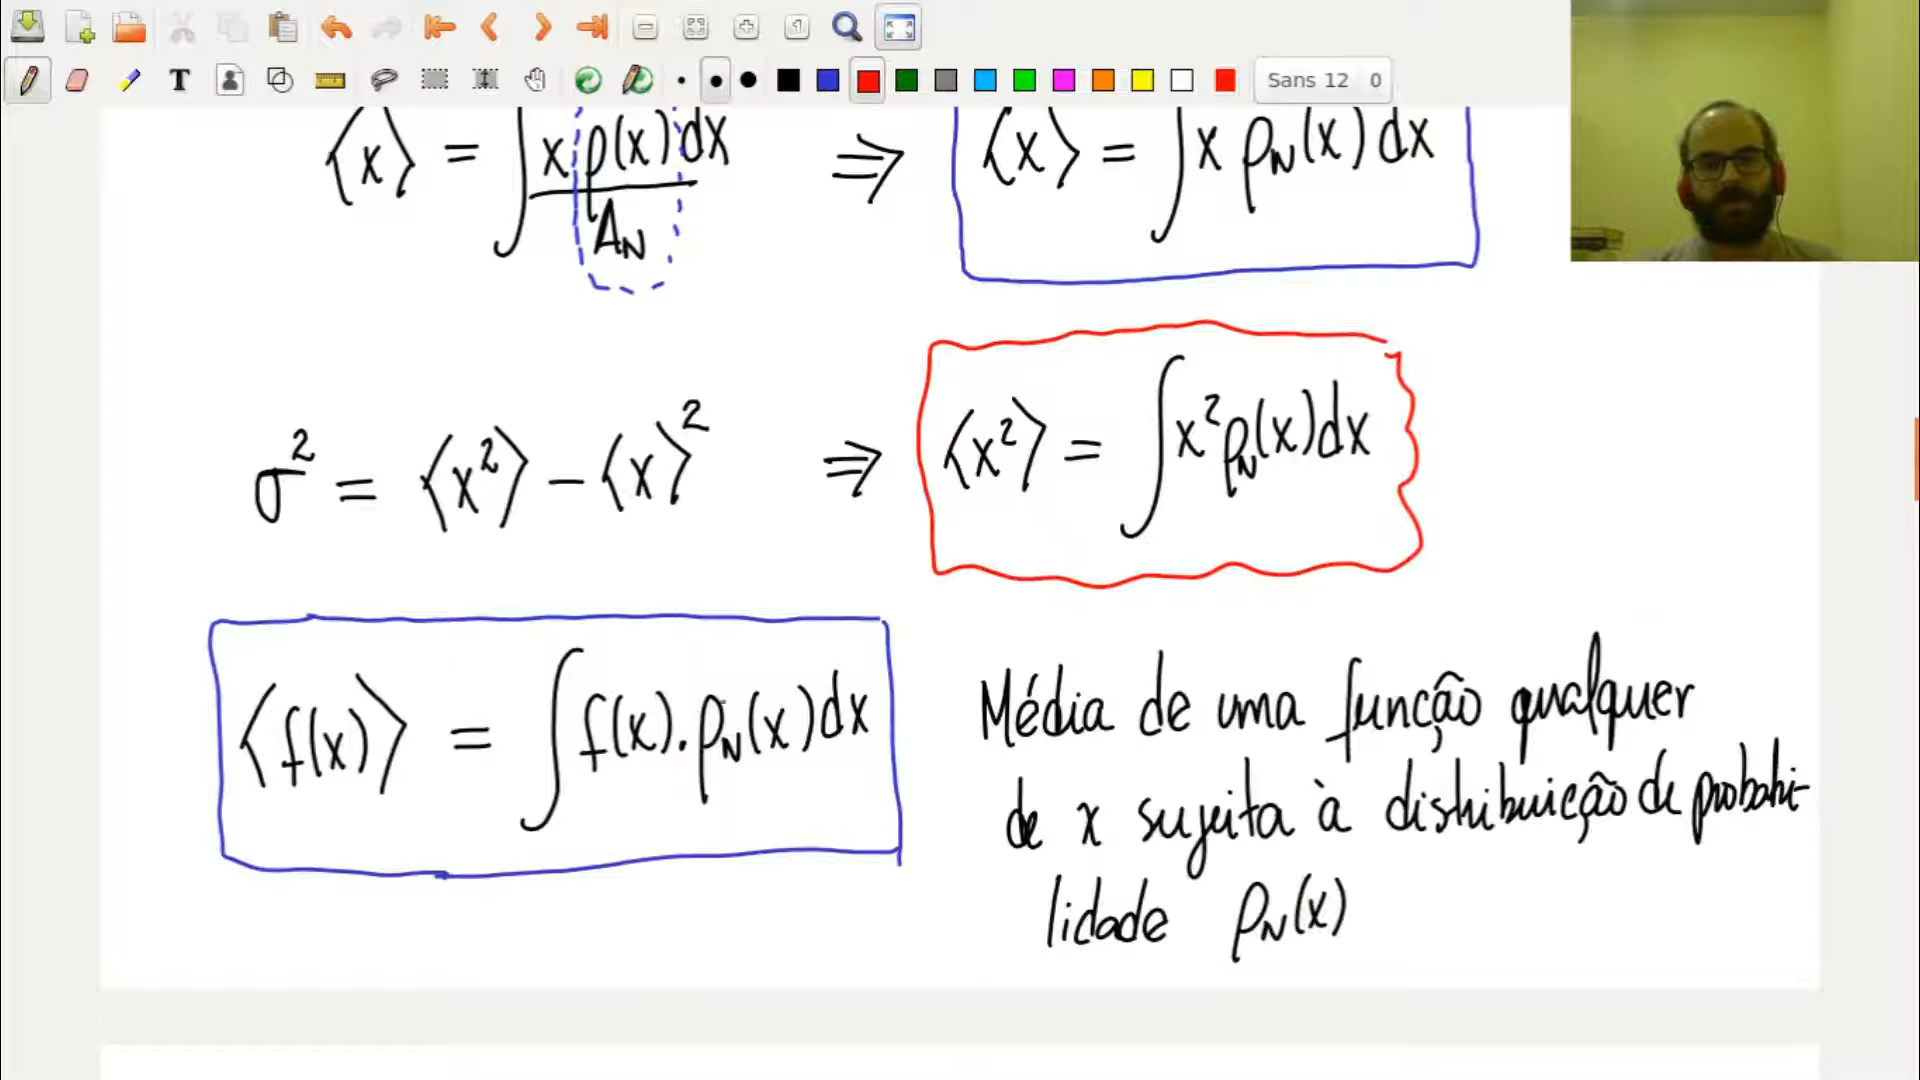 Sans 12 0
⟨x⟩ = ∫ x ρ(x) dx / A_N ⇒ ⟨x⟩ = ∫ x ρ_N(x) dx
σ² = ⟨x²⟩ - ⟨x⟩² ⇒ ⟨x²⟩ = ∫ x² ρ_N(x) dx
⟨f(x)⟩ = ∫ f(x) . ρ_N(x) dx
Média de uma função qualquer
de x sujeita à distribuição de probabi-
lidade ρ_N(x)